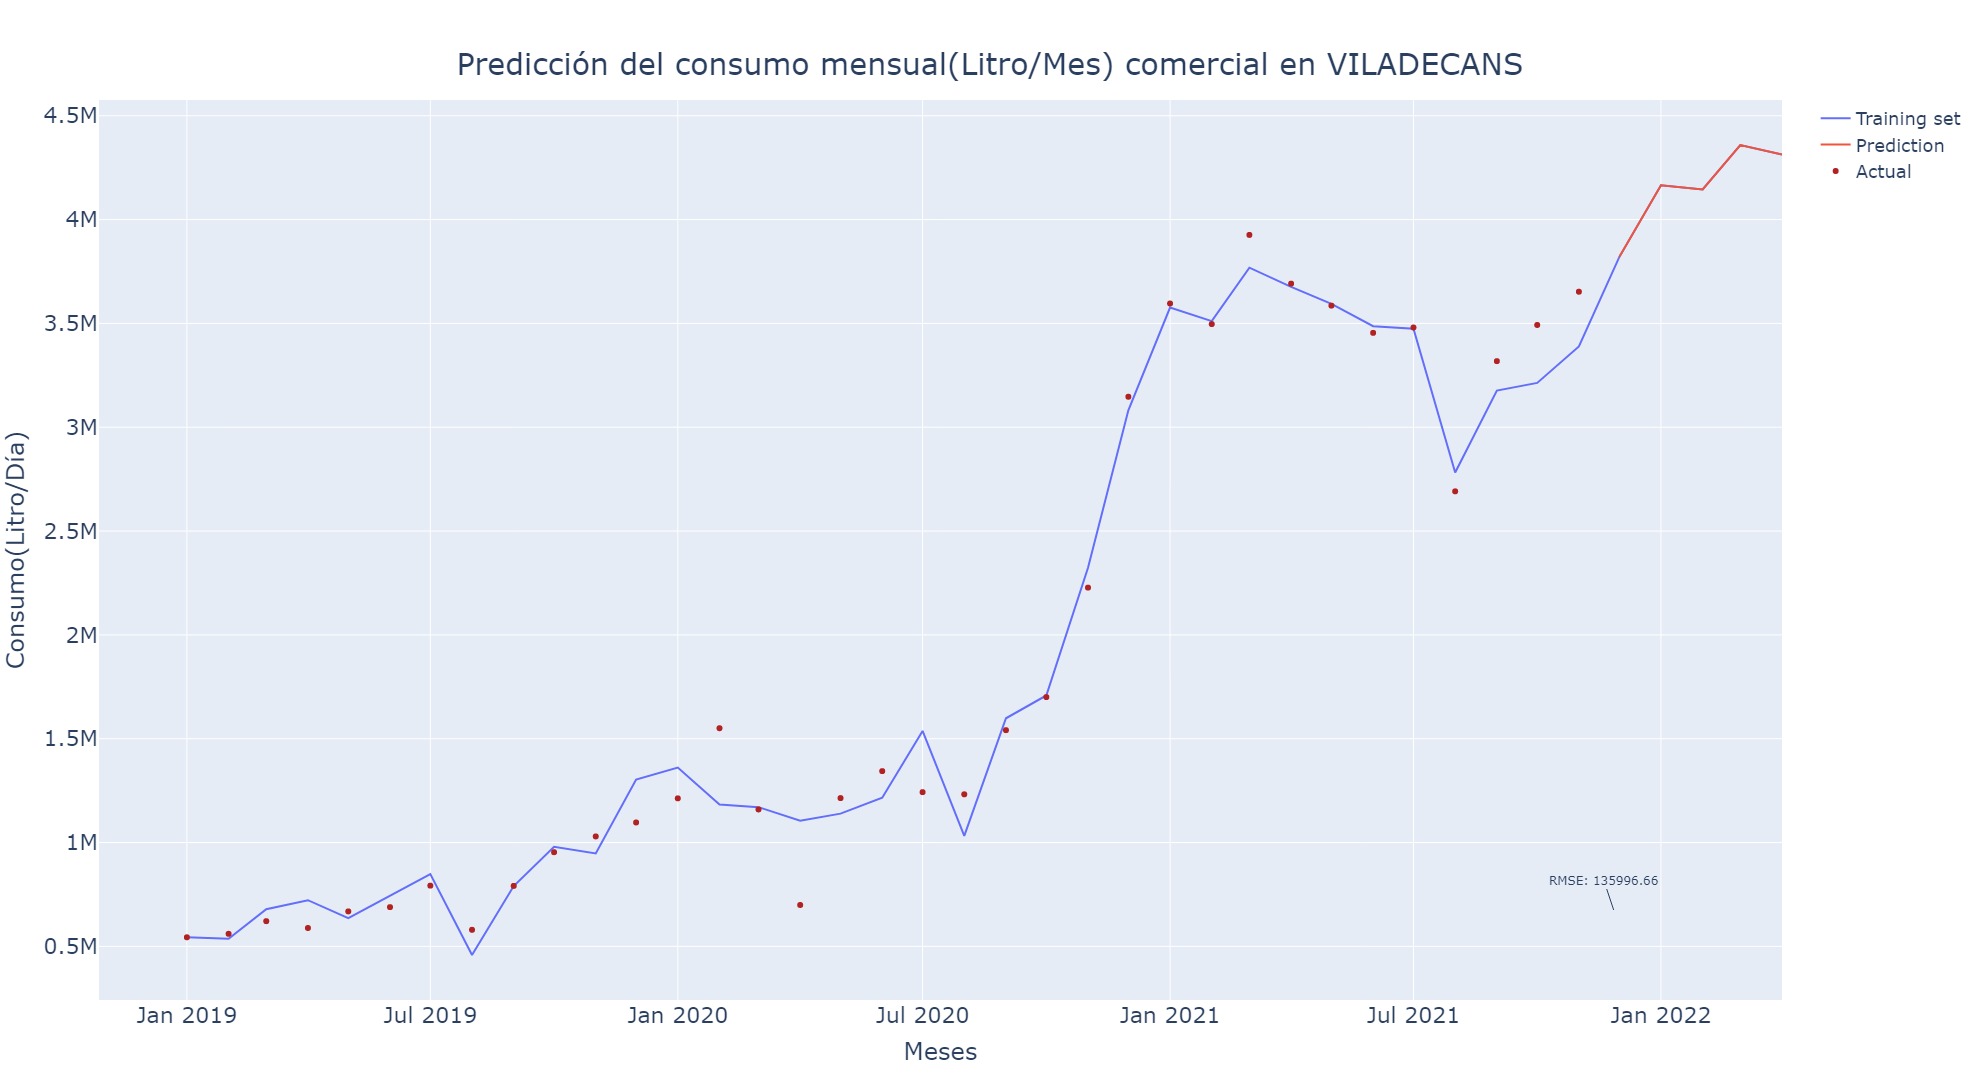 Predicción del consumo mensual(Litro/Mes) comercial en VILADECANS
Training set
Prediction
Actual
Consumo(Litro/Día)
4.5M
4M
3.5M
3M
2.5M
2M
1.5M
1M
0.5M
RMSE: 135996.66
Jan 2019
Jul 2019
Jan 2020
Jul 2020
Jan 2021
Jul 2021
Jan 2022
Meses